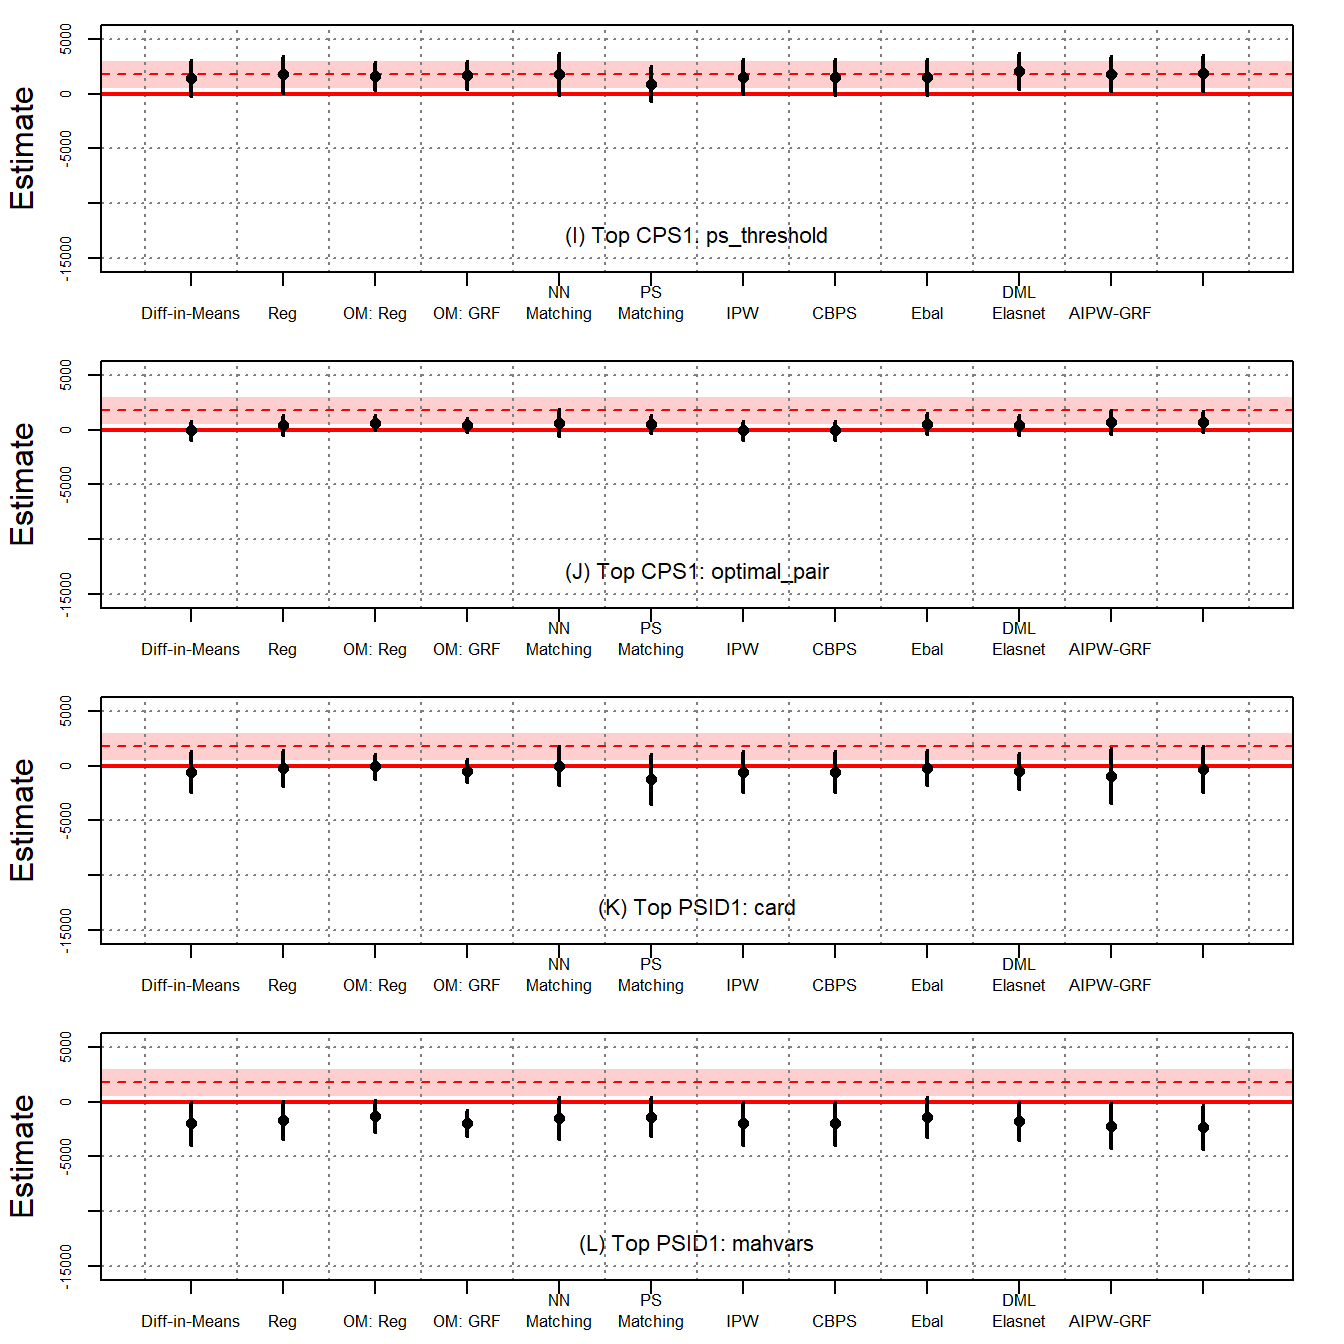 Estimate
5000
0
-5000
-15000
(I) Top CPS1: ps_threshold
NN PS DML
Diff-in-Means Reg OM: Reg OM: GRF Matching Matching IPW CBPS Ebal Elasnet AIPW-GRF
Estimate
5000
0
-5000
-15000
(J) Top CPS1: optimal_pair
NN PS DML
Diff-in-Means Reg OM: Reg OM: GRF Matching Matching IPW CBPS Ebal Elasnet AIPW-GRF
Estimate
5000
0
-5000
-15000
(K) Top PSID1: card
NN PS DML
Diff-in-Means Reg OM: Reg OM: GRF Matching Matching IPW CBPS Ebal Elasnet AIPW-GRF
Estimate
5000
0
-5000
-15000
(L) Top PSID1: mahvars
NN PS DML
Diff-in-Means Reg OM: Reg OM: GRF Matching Matching IPW CBPS Ebal Elasnet AIPW-GRF